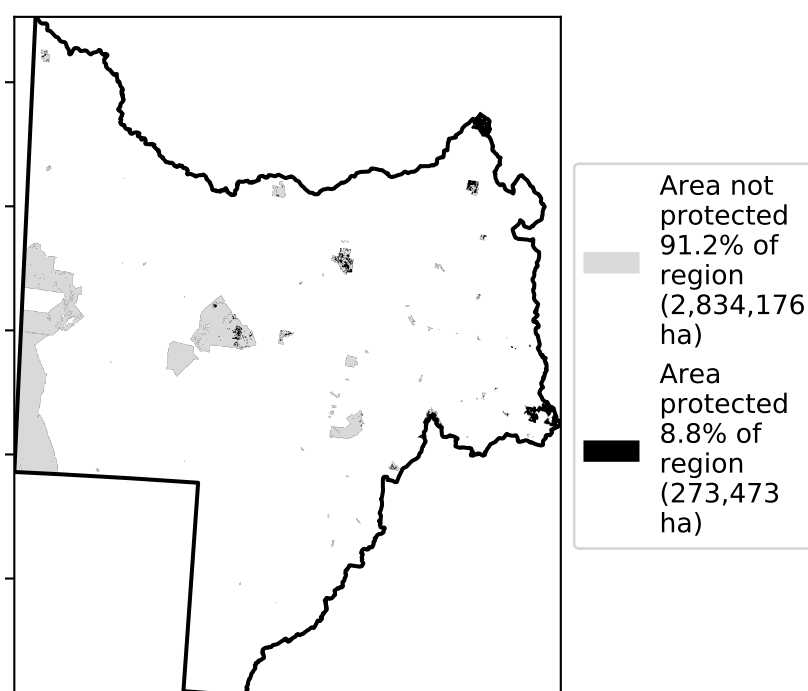 Area not
protected
91.2% of
region
(2,834,176
ha)
Area
protected
8.8% of
region
(273,473
ha)